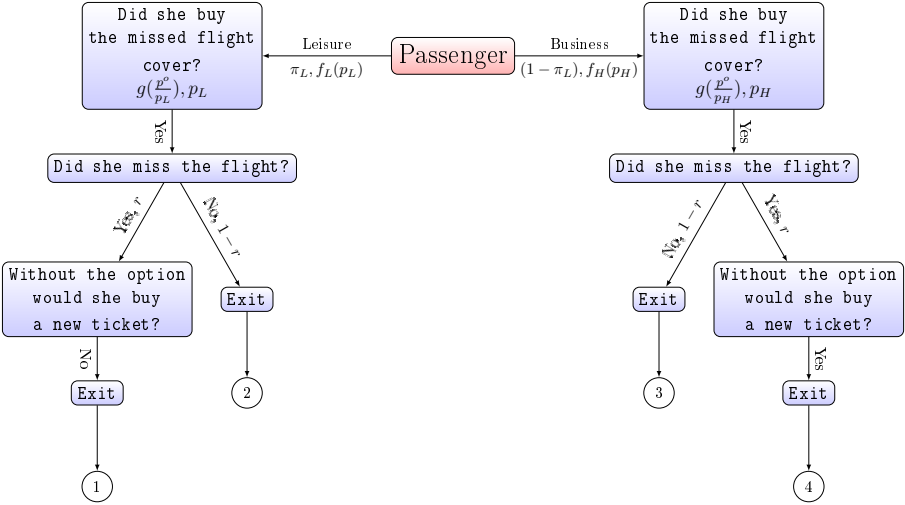 Did she buy
the missed flight
cover?
g(p^o/p_L), p_L
Leisure
π_L, f_L(p_L)
Passenger
Business
(1 − π_L), f_H(p_H)
Did she buy
the missed flight
cover?
g(p^o/p_H), p_H
Yes
Yes
Did she miss the flight?
Did she miss the flight?
Yes, r
No, 1 − r
No, 1 − r
Yes, r
Without the option
would she buy
a new ticket?
Exit
Exit
Without the option
would she buy
a new ticket?
No
Yes
Exit
2
3
Exit
1
4